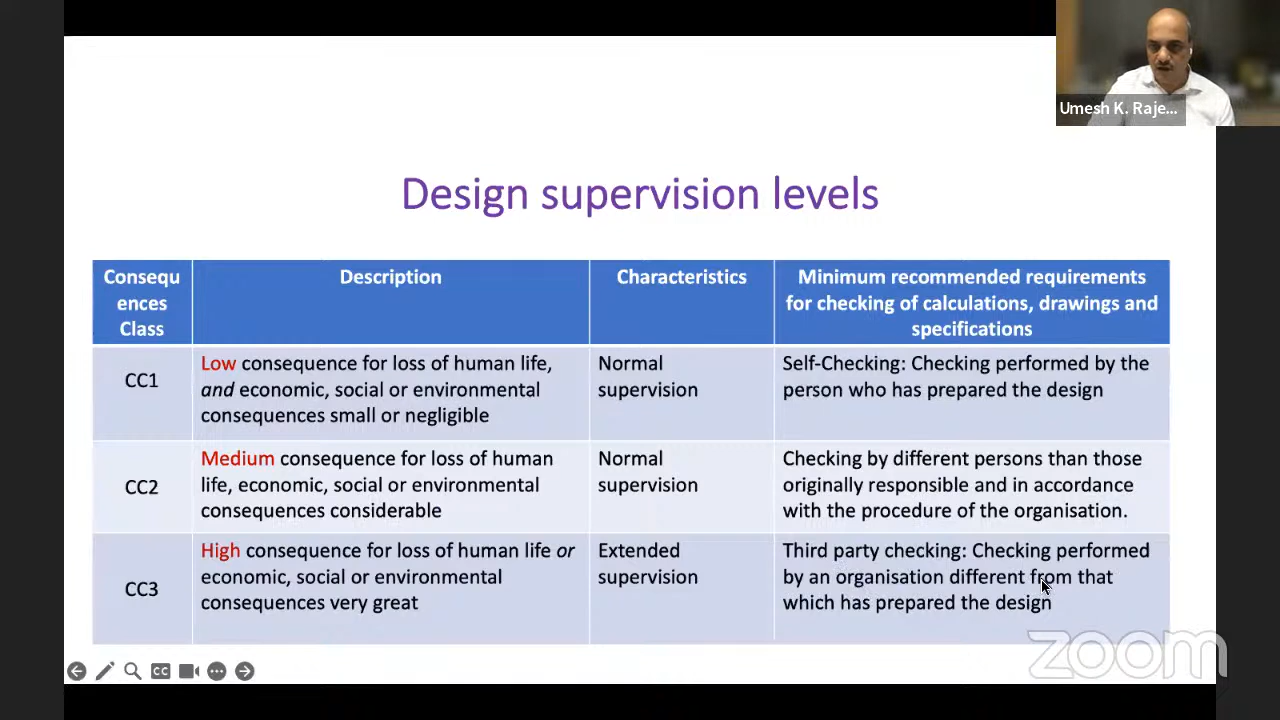 Umesh K. Raje...
Design supervision levels
Consequ
ences
Class
Description
Characteristics
Minimum recommended requirements
for checking of calculations, drawings and
specifications
CC1
Low consequence for loss of human life,
and economic, social or environmental
consequences small or negligible
Normal
supervision
Self-Checking: Checking performed by the
person who has prepared the design
CC2
Medium consequence for loss of human
life, economic, social or environmental
consequences considerable
Normal
supervision
Checking by different persons than those
originally responsible and in accordance
with the procedure of the organisation.
CC3
High consequence for loss of human life or
economic, social or environmental
consequences very great
Extended
supervision
Third party checking: Checking performed
by an organisation different from that
which has prepared the design
CC
zoom